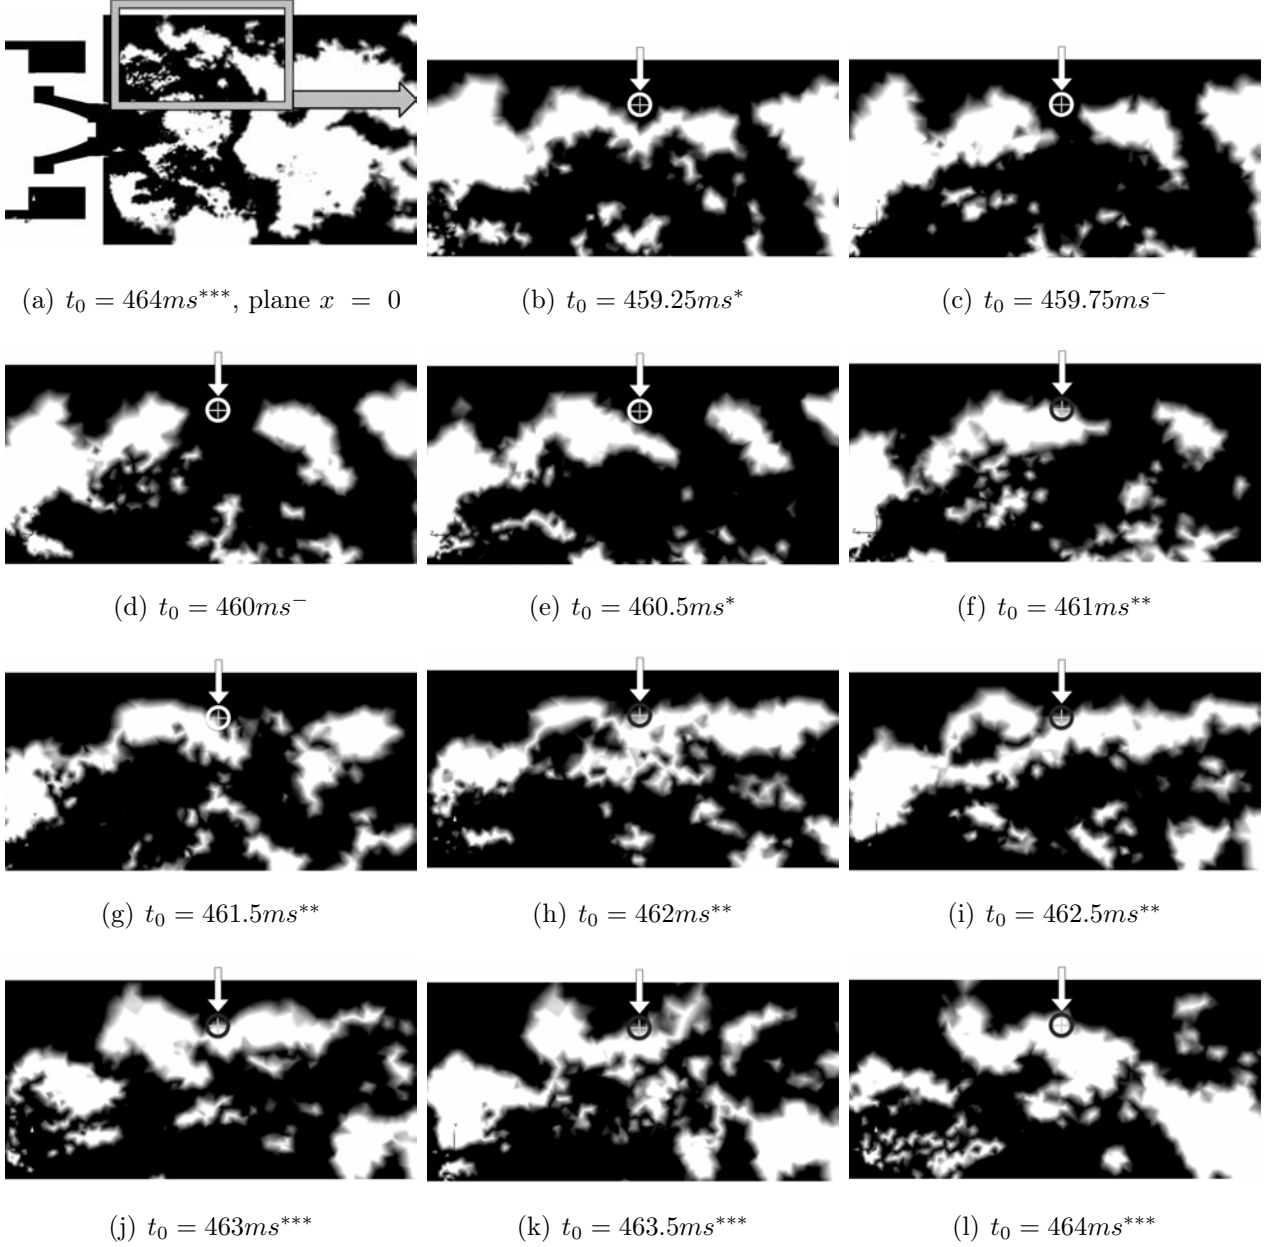 (a) t₀ = 464ms***, plane x = 0
(b) t₀ = 459.25ms*
(c) t₀ = 459.75ms⁻
(d) t₀ = 460ms⁻
(e) t₀ = 460.5ms*
(f) t₀ = 461ms**
(g) t₀ = 461.5ms**
(h) t₀ = 462ms**
(i) t₀ = 462.5ms**
(j) t₀ = 463ms***
(k) t₀ = 463.5ms***
(l) t₀ = 464ms***